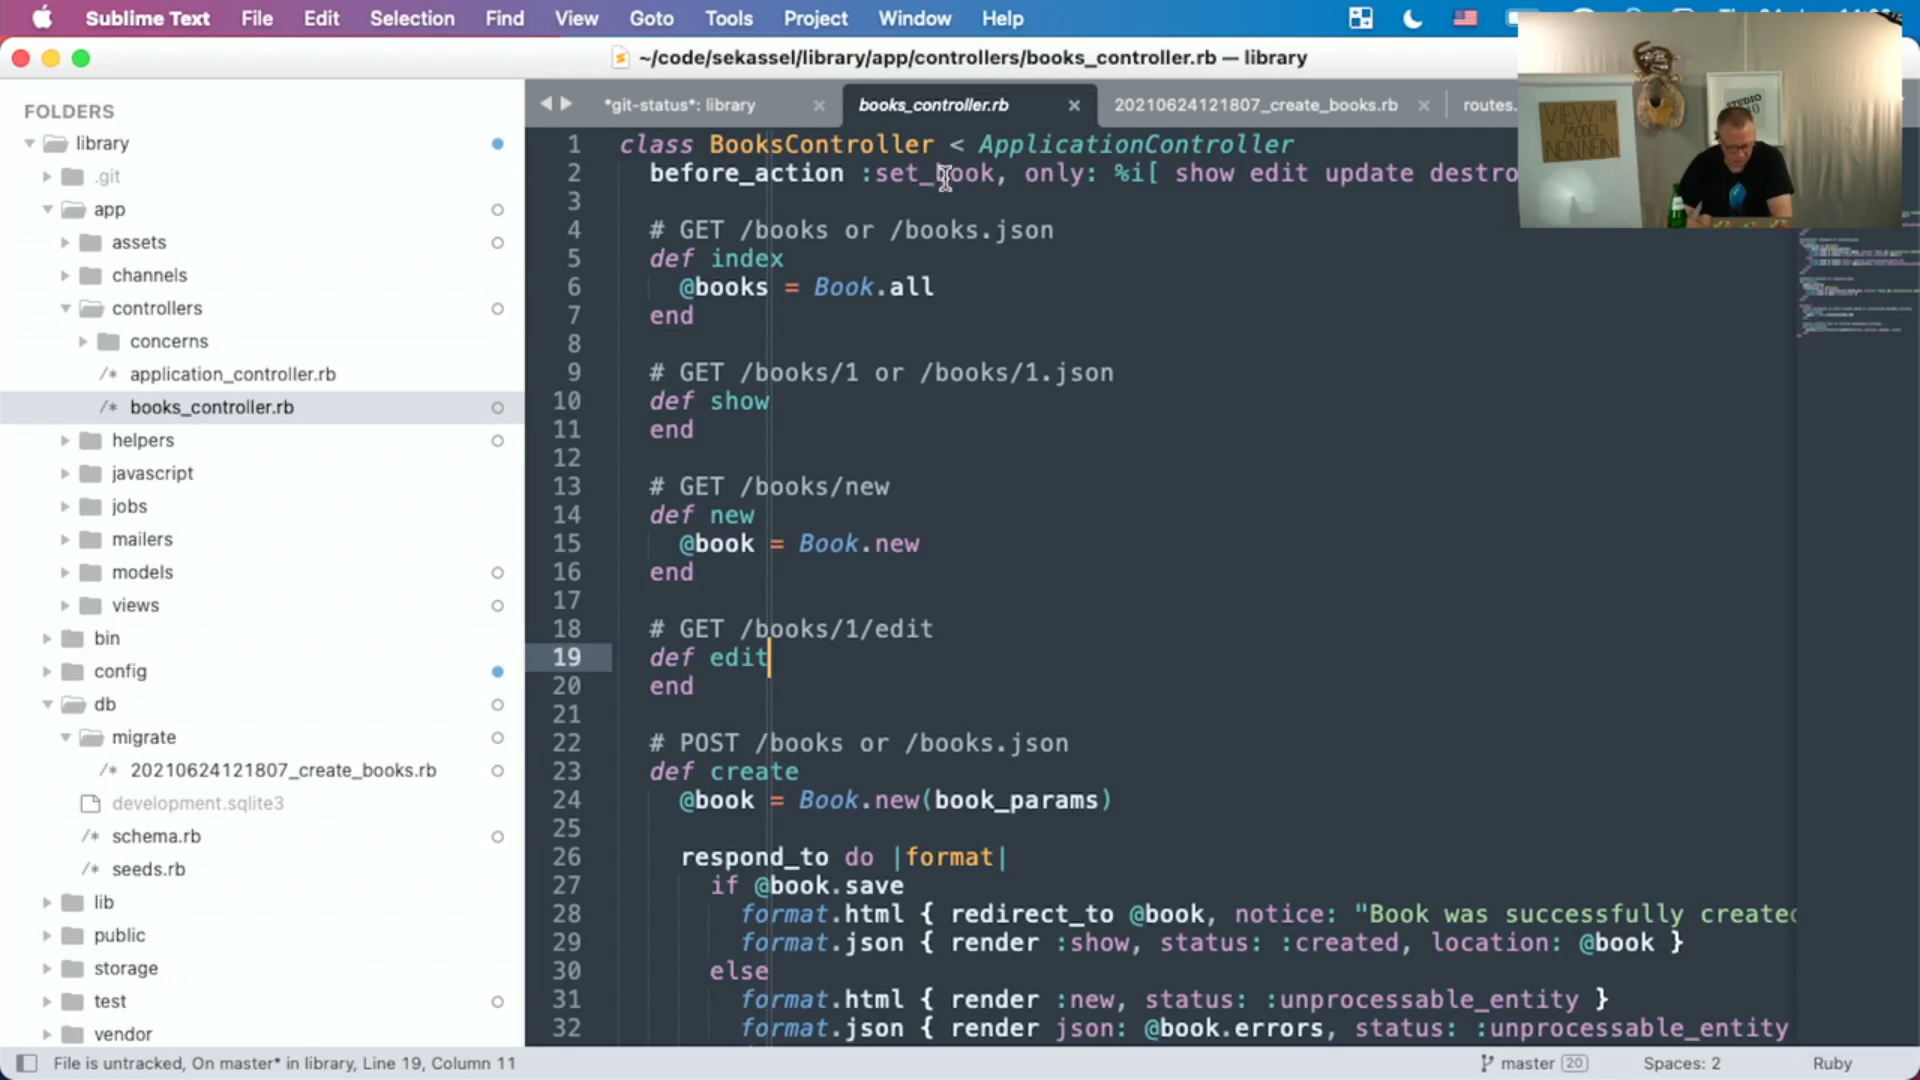 Sublime Text File Edit Selection Find View Goto Tools Project Window Help
~/code/sekassel/library/app/controllers/books_controller.rb — library
FOLDERS
library
.git
app
assets
channels
controllers
concerns
/* application_controller.rb
/* books_controller.rb
helpers
javascript
jobs
mailers
models
views
bin
config
db
migrate
/* 20210624121807_create_books.rb
development.sqlite3
/* schema.rb
/* seeds.rb
lib
public
storage
test
vendor
*git-status*: library books_controller.rb 20210624121807_create_books.rb routes.
1 class BooksController < ApplicationController
2 before_action :set_book, only: %i[ show edit update destro
3
4 # GET /books or /books.json
5 def index
6 @books = Book.all
7 end
8
9 # GET /books/1 or /books/1.json
10 def show
11 end
12
13 # GET /books/new
14 def new
15 @book = Book.new
16 end
17
18 # GET /books/1/edit
19 def edit
20 end
21
22 # POST /books or /books.json
23 def create
24 @book = Book.new(book_params)
25
26 respond_to do |format|
27 if @book.save
28 format.html { redirect_to @book, notice: "Book was successfully created
29 format.json { render :show, status: :created, location: @book }
30 else
31 format.html { render :new, status: :unprocessable_entity }
32 format.json { render json: @book.errors, status: :unprocessable_entity
VIEW IM
MODEL
NEIN NEIN!
STUDIO
File is untracked, On master* in library, Line 19, Column 11
master 20 Spaces: 2 Ruby